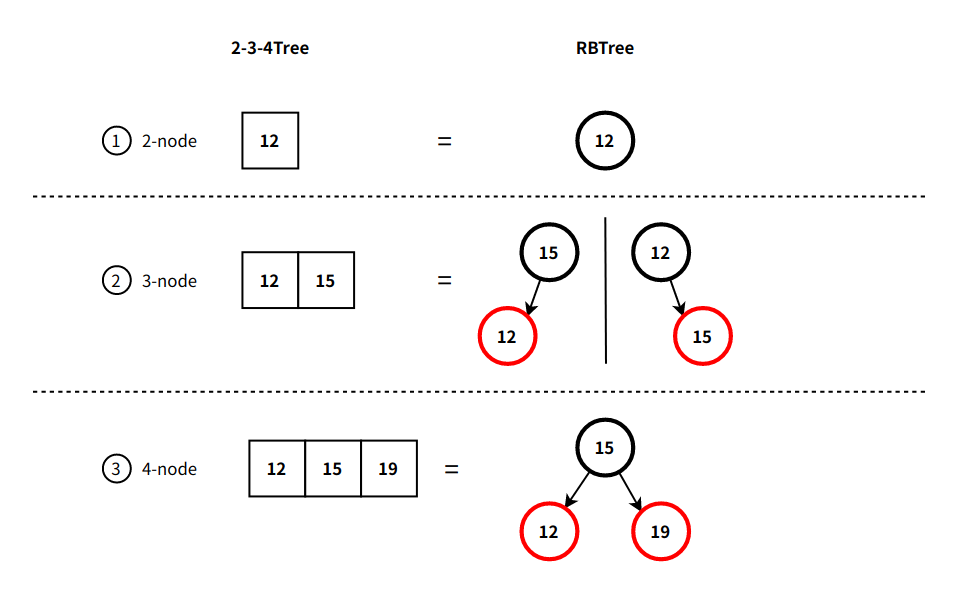 2-3-4Tree RBTree
1 2-node 12 = 12
15 12
2 3-node 12 15 =
12 15
15
3 4-node 12 15 19 =
12 19